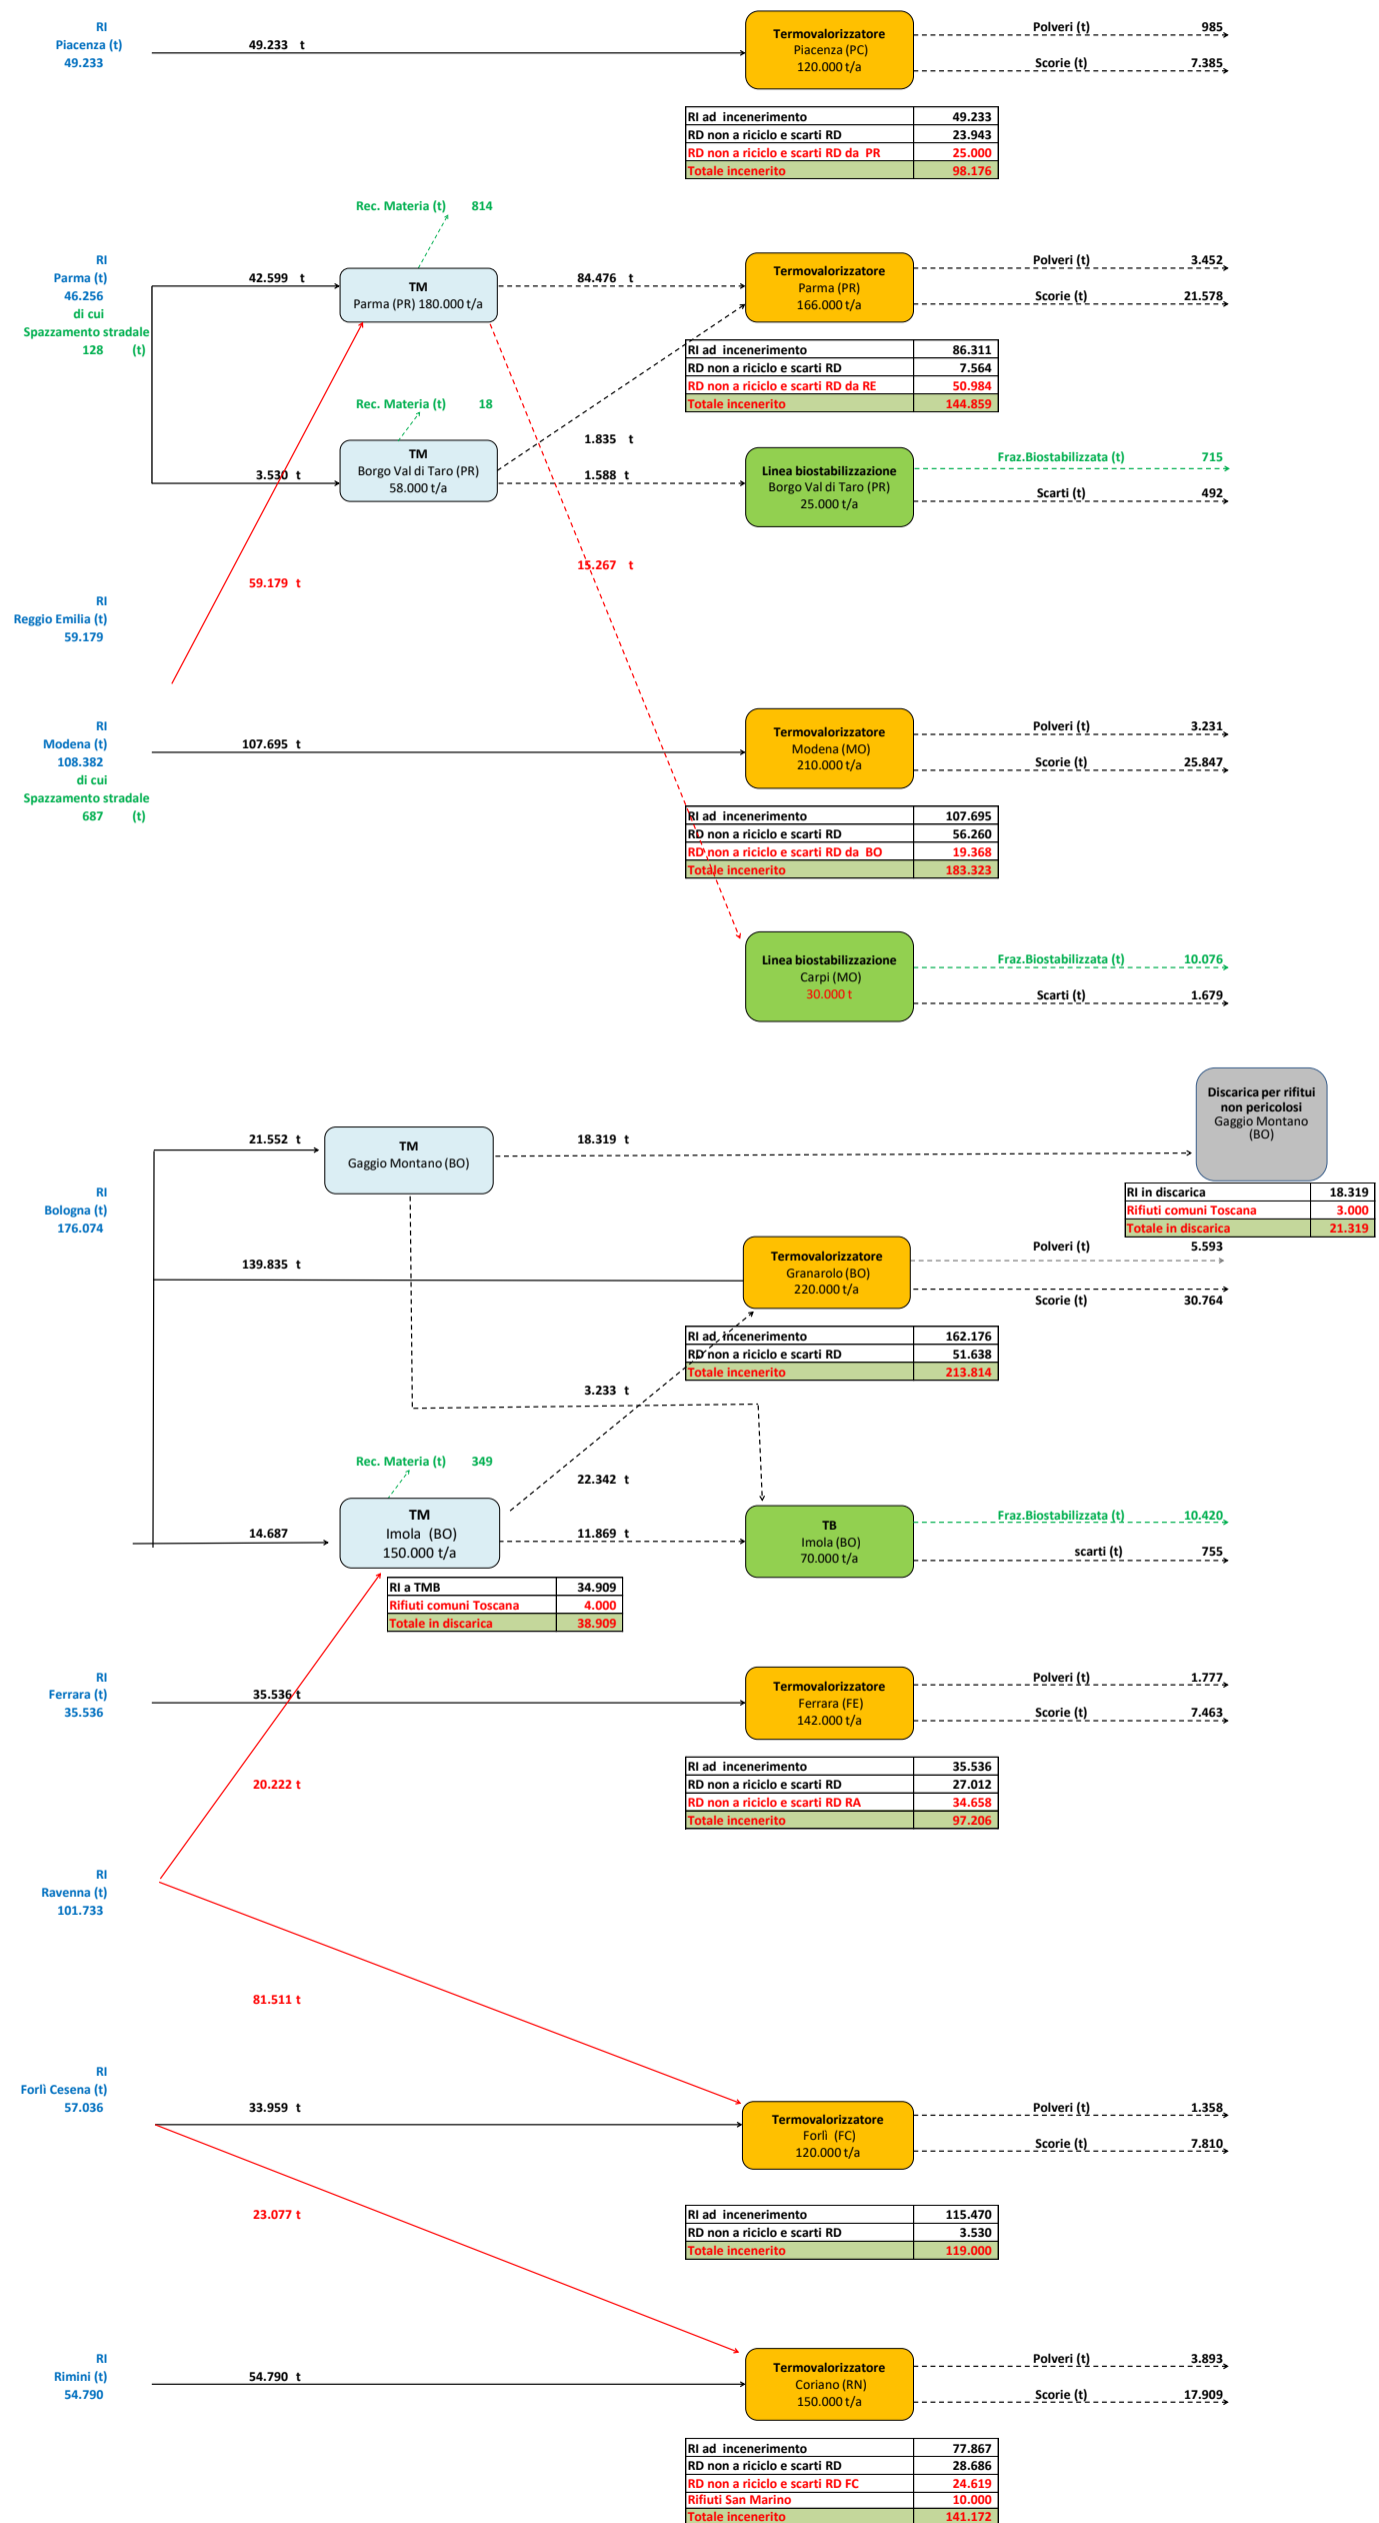 RI
Piacenza (t)
49.233
49.233 t
Termovalorizzatore
Piacenza (PC)
120.000 t/a
Polveri (t) 985
Scorie (t) 7.385
RI ad incenerimento 49.233
RD non a riciclo e scarti RD 23.943
RD non a riciclo e scarti RD da PR 25.000
Totale incenerito 98.176
Rec. Materia (t) 814
RI
Parma (t)
46.256
di cui
Spazzamento stradale
128 (t)
42.599 t
TM
Parma (PR) 180.000 t/a
84.476 t
Termovalorizzatore
Parma (PR)
166.000 t/a
Polveri (t) 3.452
Scorie (t) 21.578
RI ad incenerimento 86.311
RD non a riciclo e scarti RD 7.564
RD non a riciclo e scarti RD da RE 50.984
Totale incenerito 144.859
Rec. Materia (t) 18
3.530 t
TM
Borgo Val di Taro (PR)
58.000 t/a
1.835 t
1.588 t
Linea biostabilizzazione
Borgo Val di Taro (PR)
25.000 t/a
Fraz.Biostabilizzata (t) 715
Scarti (t) 492
15.267 t
59.179 t
RI
Reggio Emilia (t)
59.179
RI
Modena (t)
108.382
di cui
Spazzamento stradale
687 (t)
107.695 t
Termovalorizzatore
Modena (MO)
210.000 t/a
Polveri (t) 3.231
Scorie (t) 25.847
RI ad incenerimento 107.695
RD non a riciclo e scarti RD 56.260
RD non a riciclo e scarti RD da BO 19.368
Totale incenerito 183.323
Linea biostabilizzazione
Carpi (MO)
30.000 t
Fraz.Biostabilizzata (t) 10.076
Scarti (t) 1.679
Discarica per rifitui
non pericolosi
Gaggio Montano
(BO)
21.552 t
TM
Gaggio Montano (BO)
18.319 t
RI in discarica 18.319
Rifiuti comuni Toscana 3.000
Totale in discarica 21.319
RI
Bologna (t)
176.074
139.835 t
Termovalorizzatore
Granarolo (BO)
220.000 t/a
Polveri (t) 5.593
Scorie (t) 30.764
RI ad incenerimento 162.176
RD non a riciclo e scarti RD 51.638
Totale incenerito 213.814
3.233 t
Rec. Materia (t) 349
22.342 t
14.687
TM
Imola (BO)
150.000 t/a
11.869 t
TB
Imola (BO)
70.000 t/a
Fraz.Biostabilizzata (t) 10.420
scarti (t) 755
RI a TMB 34.909
Rifiuti comuni Toscana 4.000
Totale in discarica 38.909
RI
Ferrara (t)
35.536
35.536 t
Termovalorizzatore
Ferrara (FE)
142.000 t/a
Polveri (t) 1.777
Scorie (t) 7.463
RI ad incenerimento 35.536
RD non a riciclo e scarti RD 27.012
RD non a riciclo e scarti RD RA 34.658
Totale incenerito 97.206
20.222 t
RI
Ravenna (t)
101.733
81.511 t
RI
Forlì Cesena (t)
57.036
33.959 t
Termovalorizzatore
Forlì (FC)
120.000 t/a
Polveri (t) 1.358
Scorie (t) 7.810
23.077 t
RI ad incenerimento 115.470
RD non a riciclo e scarti RD 3.530
Totale incenerito 119.000
RI
Rimini (t)
54.790
54.790 t
Termovalorizzatore
Coriano (RN)
150.000 t/a
Polveri (t) 3.893
Scorie (t) 17.909
RI ad incenerimento 77.867
RD non a riciclo e scarti RD 28.686
RD non a riciclo e scarti RD FC 24.619
Rifiuti San Marino 10.000
Totale incenerito 141.172